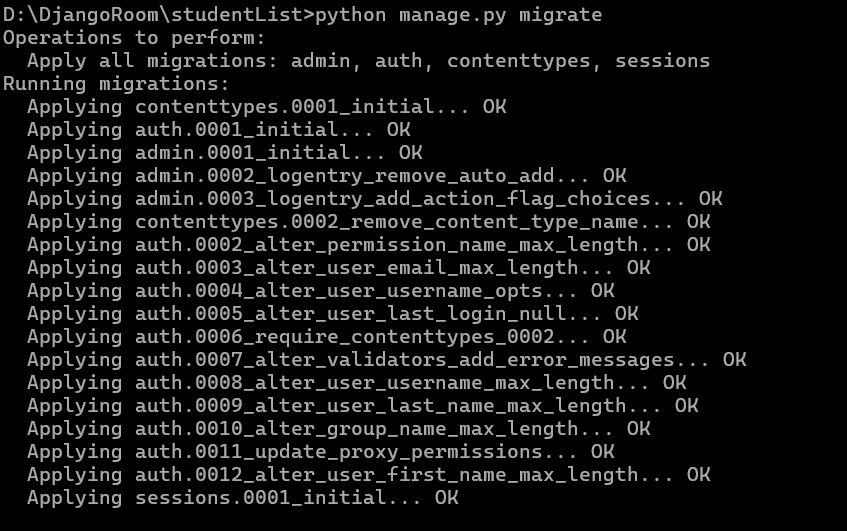 D:\DjangoRoom\studentList>python manage.py migrate
Operations to perform:
  Apply all migrations: admin, auth, contenttypes, sessions
Running migrations:
  Applying contenttypes.0001_initial... OK
  Applying auth.0001_initial... OK
  Applying admin.0001_initial... OK
  Applying admin.0002_logentry_remove_auto_add... OK
  Applying admin.0003_logentry_add_action_flag_choices... OK
  Applying contenttypes.0002_remove_content_type_name... OK
  Applying auth.0002_alter_permission_name_max_length... OK
  Applying auth.0003_alter_user_email_max_length... OK
  Applying auth.0004_alter_user_username_opts... OK
  Applying auth.0005_alter_user_last_login_null... OK
  Applying auth.0006_require_contenttypes_0002... OK
  Applying auth.0007_alter_validators_add_error_messages... OK
  Applying auth.0008_alter_user_username_max_length... OK
  Applying auth.0009_alter_user_last_name_max_length... OK
  Applying auth.0010_alter_group_name_max_length... OK
  Applying auth.0011_update_proxy_permissions... OK
  Applying auth.0012_alter_user_first_name_max_length... OK
  Applying sessions.0001_initial... OK